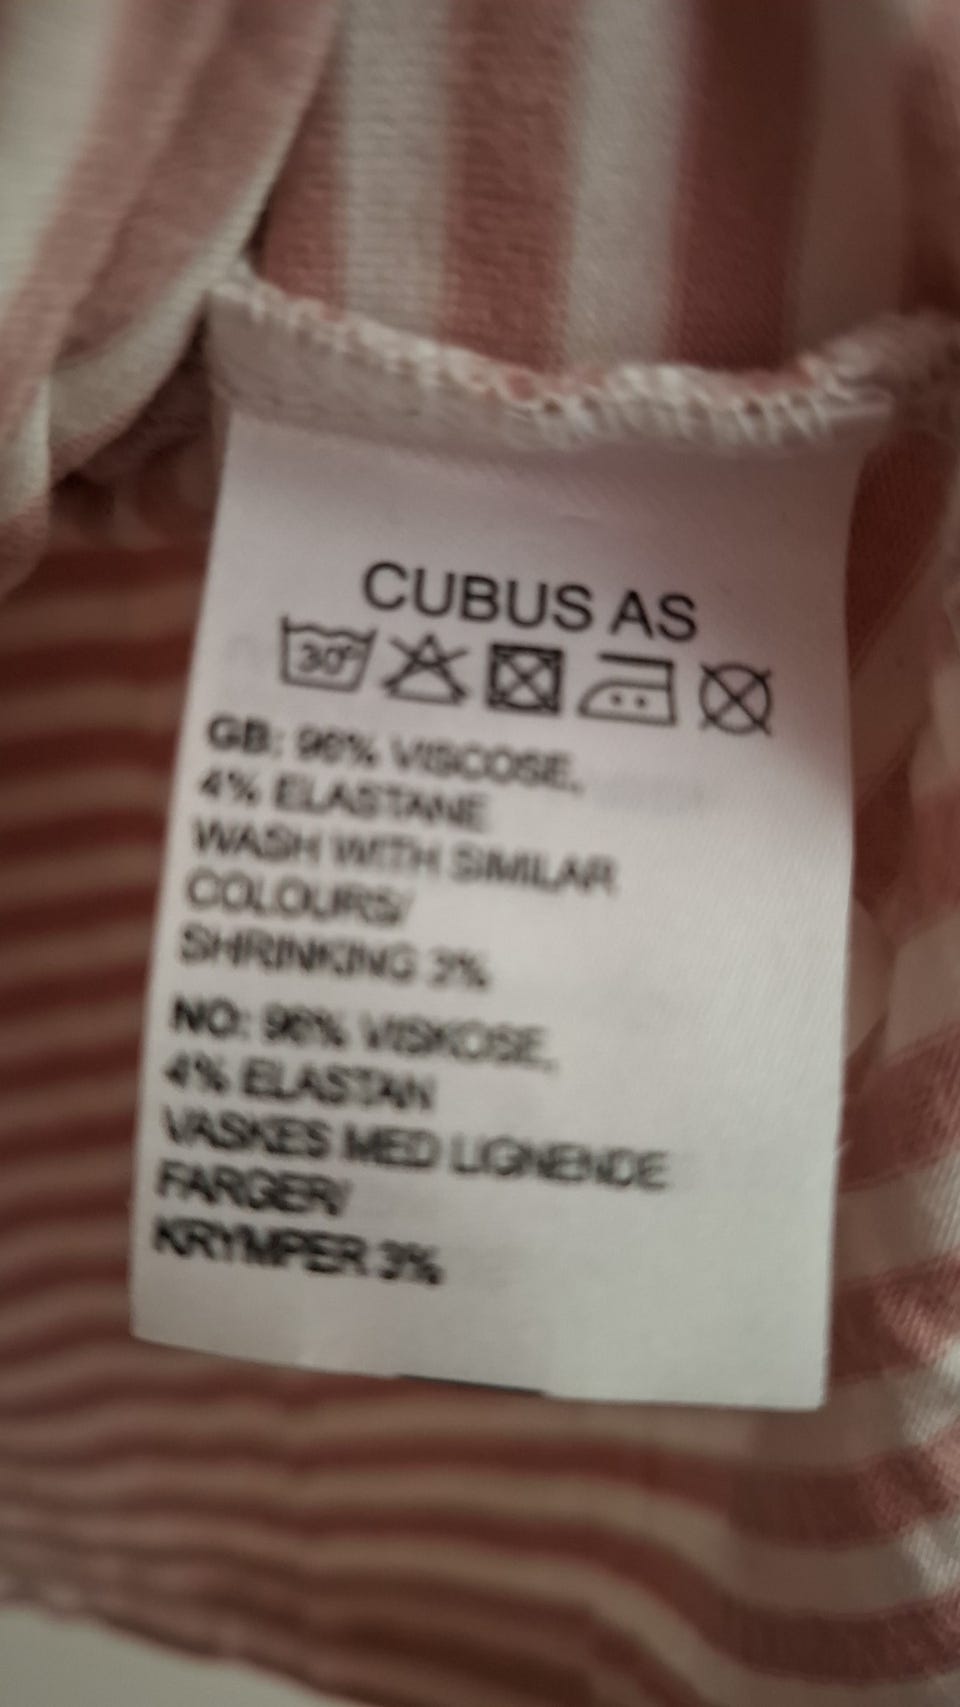 CUBUS AS
30°
GB: 96% VISCOSE,
4% ELASTANE
WASH WITH SIMILAR
COLOURS/
SHRINKING 3%
NO: 96% VISKOSE,
4% ELASTAN
VASKES MED LIGNENDE
FARGER/
KRYMPER 3%